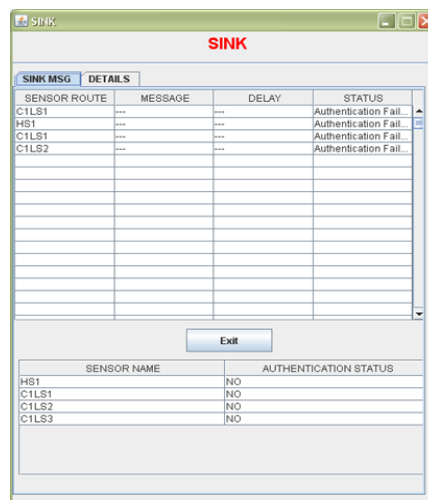 SINK
SINK
SINK MSG DETAILS
SENSOR ROUTE MESSAGE DELAY STATUS
C1LS1 --- --- Authentication Fail...
HS1 --- --- Authentication Fail...
C1LS1 --- --- Authentication Fail...
C1LS2 --- --- Authentication Fail...
Exit
SENSOR NAME AUTHENTICATION STATUS
HS1 NO
C1LS1 NO
C1LS2 NO
C1LS3 NO